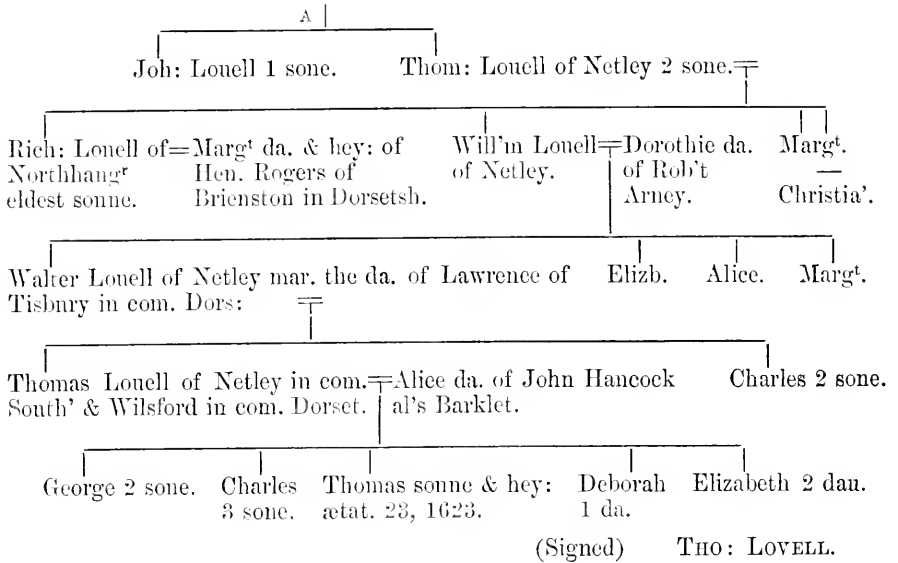 A
Joh: Louell 1 sone. Thom: Louell of Netley 2 sone.
Rich: Louell of = Margᵗ da. & hey: of Will'm Louell = Dorothie da. Margᵗ.
Northhangʳ Hen. Rogers of of Netley. of Rob't —
eldest sonne. Brienston in Dorsetsh. Arney. Christia'.
Walter Louell of Netley mar. the da. of Lawrence of Elizb. Alice. Margᵗ.
Tisbury in com. Dors: =
Thomas Louell of Netley in com. = Alice da. of John Hancock Charles 2 sone.
South' & Wilsford in com. Dorset. al's Barklet.
George 2 sone. Charles Thomas sonne & hey: Deborah Elizabeth 2 dau.
3 sone. ætat. 23, 1623. 1 da.
(Signed) THO: LOVELL.